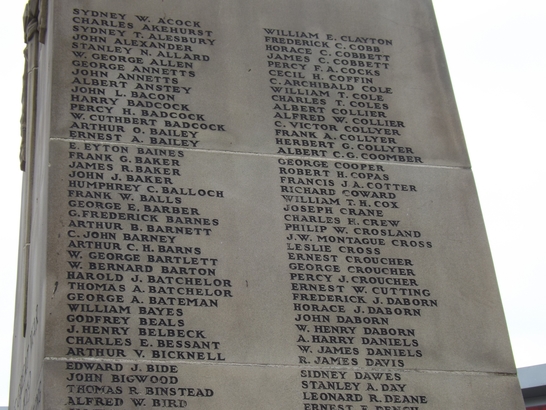 SYDNEY W. ACOCK
CHARLES AKEHURST
SYDNEY T. ALESBURY
JOHN ALEXANDER
STANLEY N. ALLARD
W. GEORGE ALLEN
GEORGE ANNETTS
JOHN ANNETTS
ALBERT ANSTEY
JOHN L. BACON
HARRY BADCOCK
PERCY H. BADCOCK
W. CUTHBERT BADCOCK
ARTHUR O. BAILEY
ERNEST A. BAILEY
E. EYTON BAINES
FRANK G. BAKER
JAMES R. BAKER
JOHN J. BAKER
HUMPHREY C. BALLOCH
FRANK W. BALLS
GEORGE E. BARBER
G. FREDERICK BARNES
ARTHUR B. BARNETT
C. JOHN BARNEY
ARTHUR C. H. BARNS
W. GEORGE BARTLETT
W. BERNARD BARTON
HAROLD J. BATCHELOR
THOMAS A. BATCHELOR
GEORGE A. BATEMAN
WILLIAM BAYES
GODFREY BEALS
J. HENRY BELBECK
CHARLES E. BESSANT
ARTHUR V. BICKNELL
EDWARD J. BIDE
JOHN BIGWOOD
THOMAS R. BINSTEAD
ALFRED W. BIRD
WILLIAM E. CLAYTON
FREDERICK C. COBB
HORACE C. COBBETT
JAMES C. COBBETT
PERCY F. A. COCKS
CECIL H. COFFIN
C. ARCHIBALD COLE
WILLIAM T. COLE
CHARLES T. COLES
ALBERT COLLIER
ALFRED W. COLLIER
C. VICTOR COLLYER
FRANK A. COLLYER
HERBERT G. COLLYER
ALBERT C. G. COOMBER
GEORGE COOPER
ROBERT H. COPAS
FRANCIS J. A. COTTER
RICHARD COWARD
WILLIAM T. H. COX
JOSEPH CRANE
CHARLES H. CREW
PHILIP W. CROSLAND
J. W. MONTAGUE CROSS
LESLIE CROSS
ERNEST CROUCHER
GEORGE CROUCHER
PERCY J. CROUCHER
ERNEST W. CUTTING
FREDERICK J. DABORN
HORACE J. DABORN
JOHN DABORN
W. HENRY DABORN
A. HARRY DANIELS
W. JAMES DANIELS
R. JAMES DAVIS
SIDNEY DAWES
STANLEY A. DAY
LEONARD R. DEANE
ERNEST F. DEECH